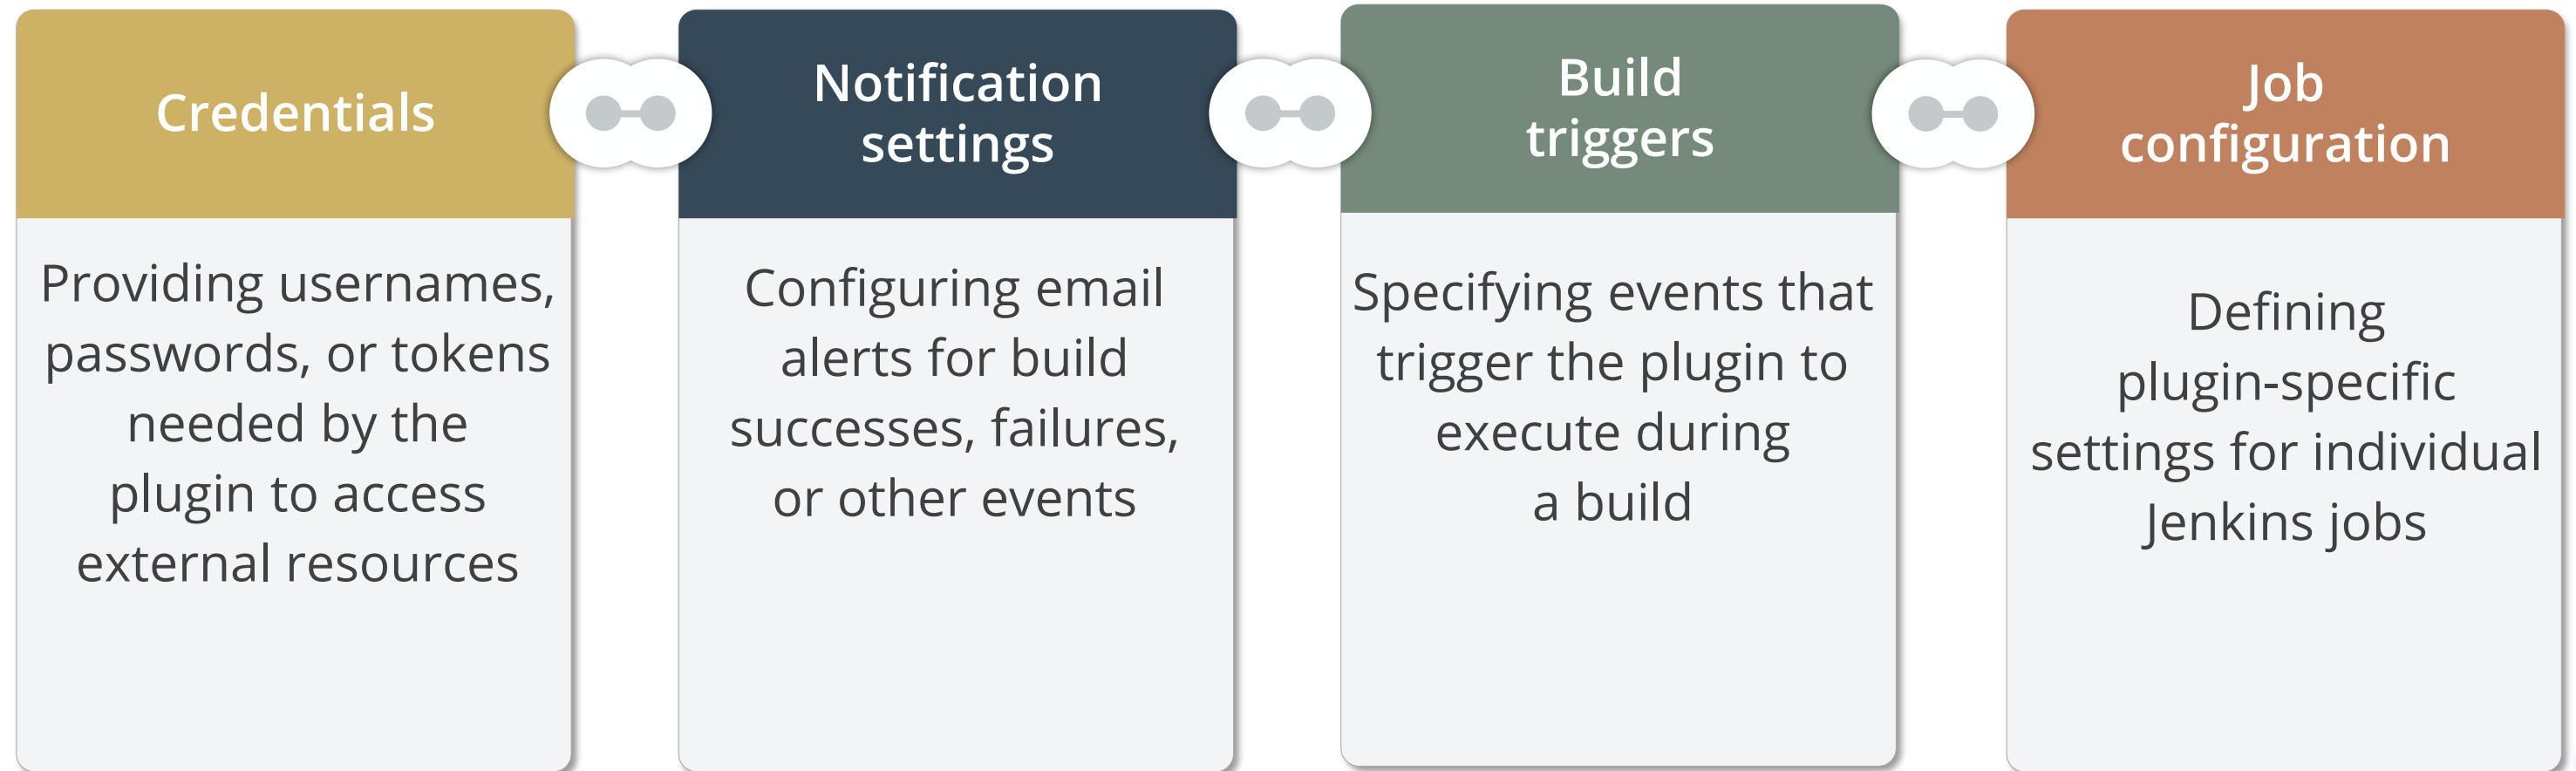 Credentials
Providing usernames,
passwords, or tokens
needed by the
plugin to access
external resources
Notification
settings
Configuring email
alerts for build
successes, failures,
or other events
Build
triggers
Specifying events that
trigger the plugin to
execute during
a build
Job
configuration
Defining
plugin-specific
settings for individual
Jenkins jobs